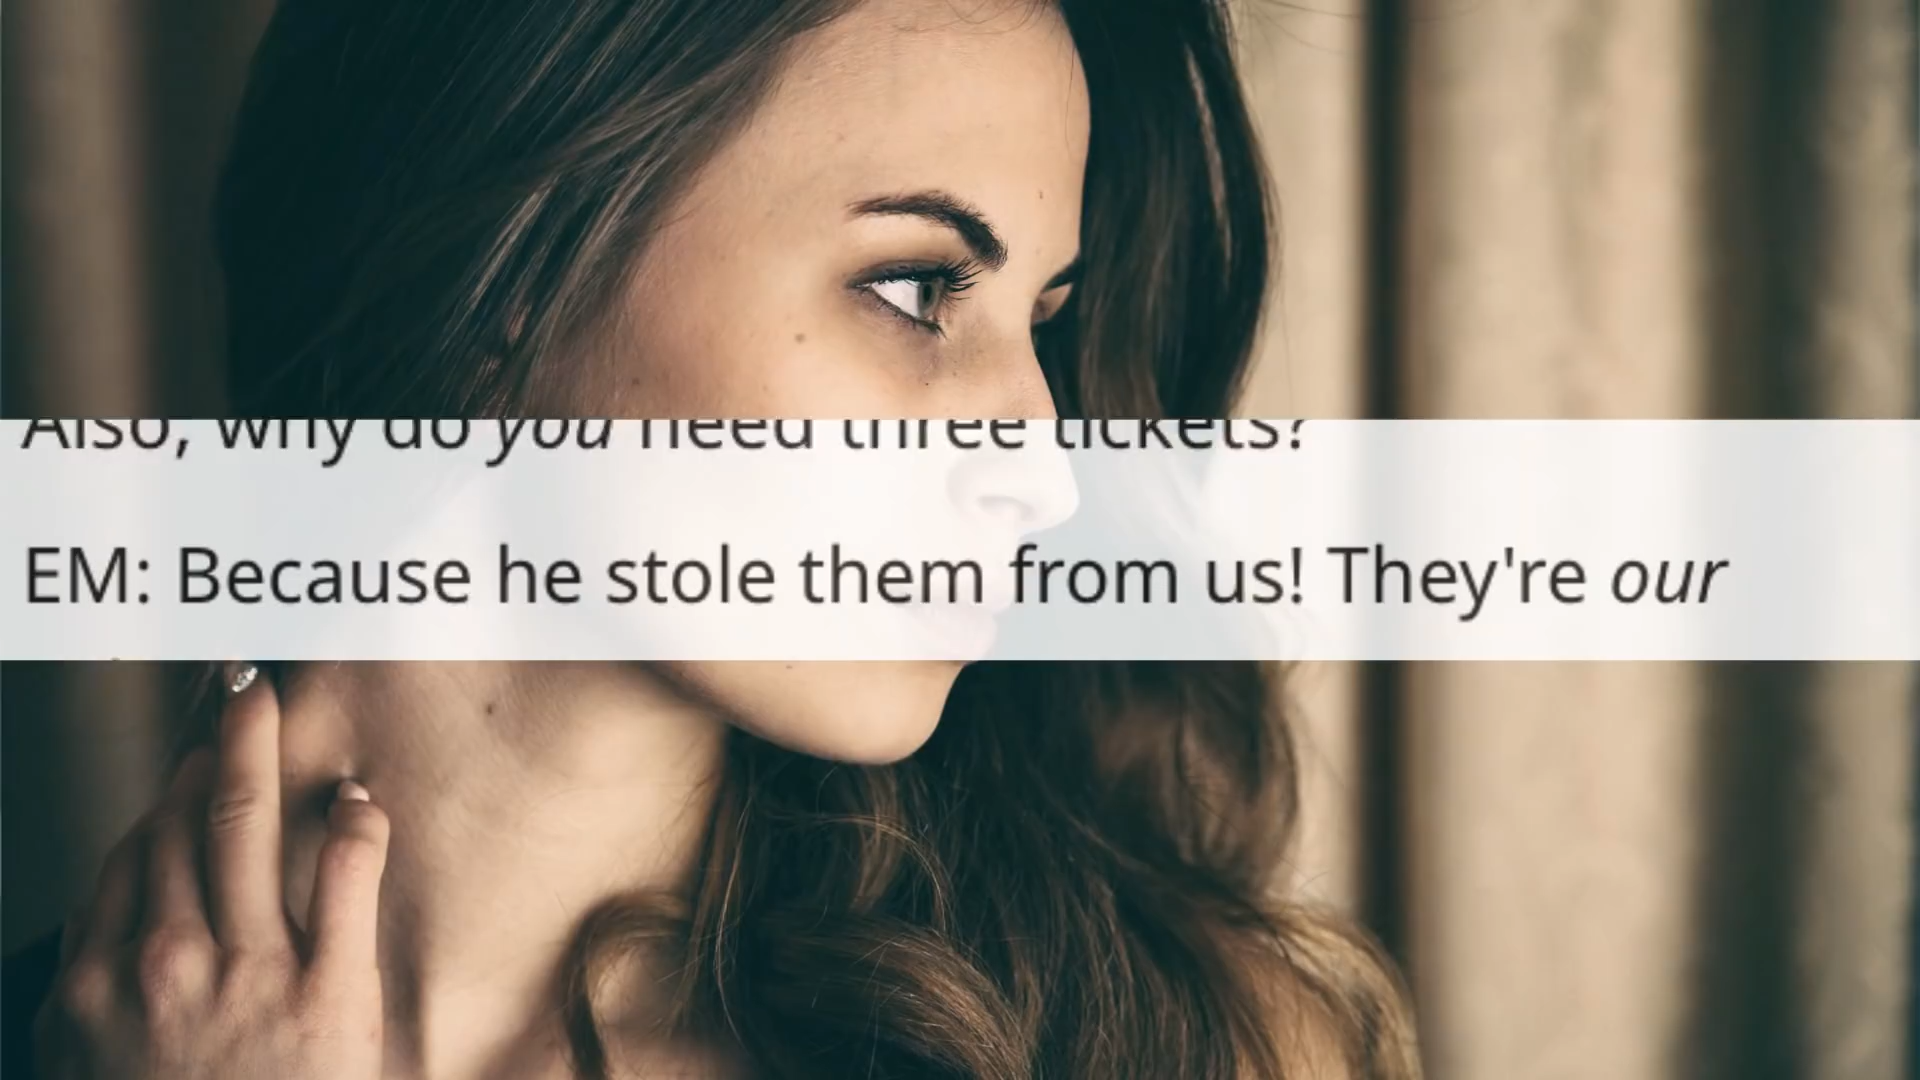 Also, why do you need three tickets?
EM: Because he stole them from us! They're our